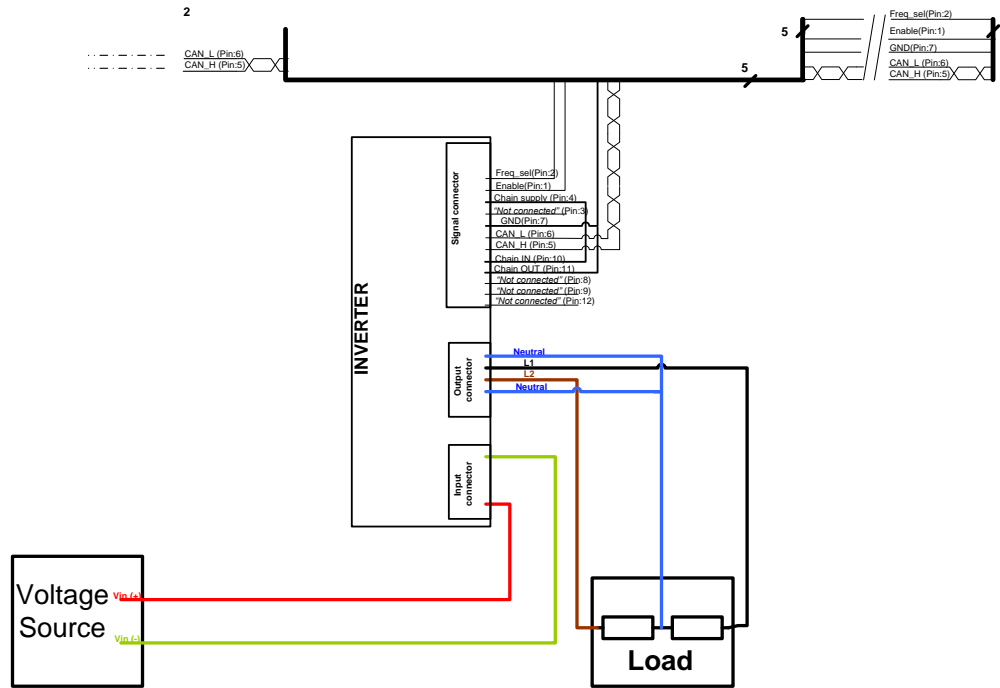 2
CAN_L (Pin:6)
CAN_H (Pin:5)
5
5
Freq_sel(Pin:2)
Enable(Pin:1)
GND(Pin:7)
CAN_L (Pin:6)
CAN_H (Pin:5)
INVERTER
Signal connector
Freq_sel(Pin:2)
Enable(Pin:1)
Chain supply (Pin:4)
"Not connected" (Pin:3)
GND(Pin:7)
CAN_L (Pin:6)
CAN_H (Pin:5)
Chain IN (Pin:10)
Chain OUT (Pin:11)
"Not connected" (Pin:8)
"Not connected" (Pin:9)
"Not connected" (Pin:12)
Output
connector
Neutral
L1
L2
Neutral
Input
connector
Voltage
Source
Vin (+)
Vin (-)
Load